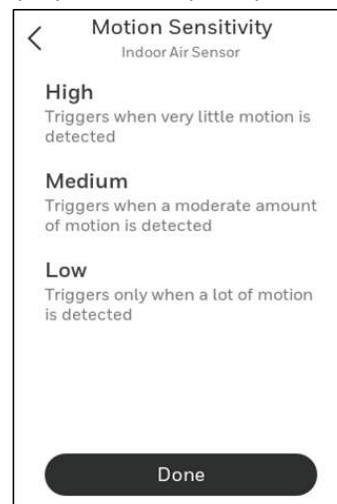 Motion Sensitivity
Indoor Air Sensor
High
Triggers when very little motion is
detected
Medium
Triggers when a moderate amount
of motion is detected
Low
Triggers only when a lot of motion
is detected
Done